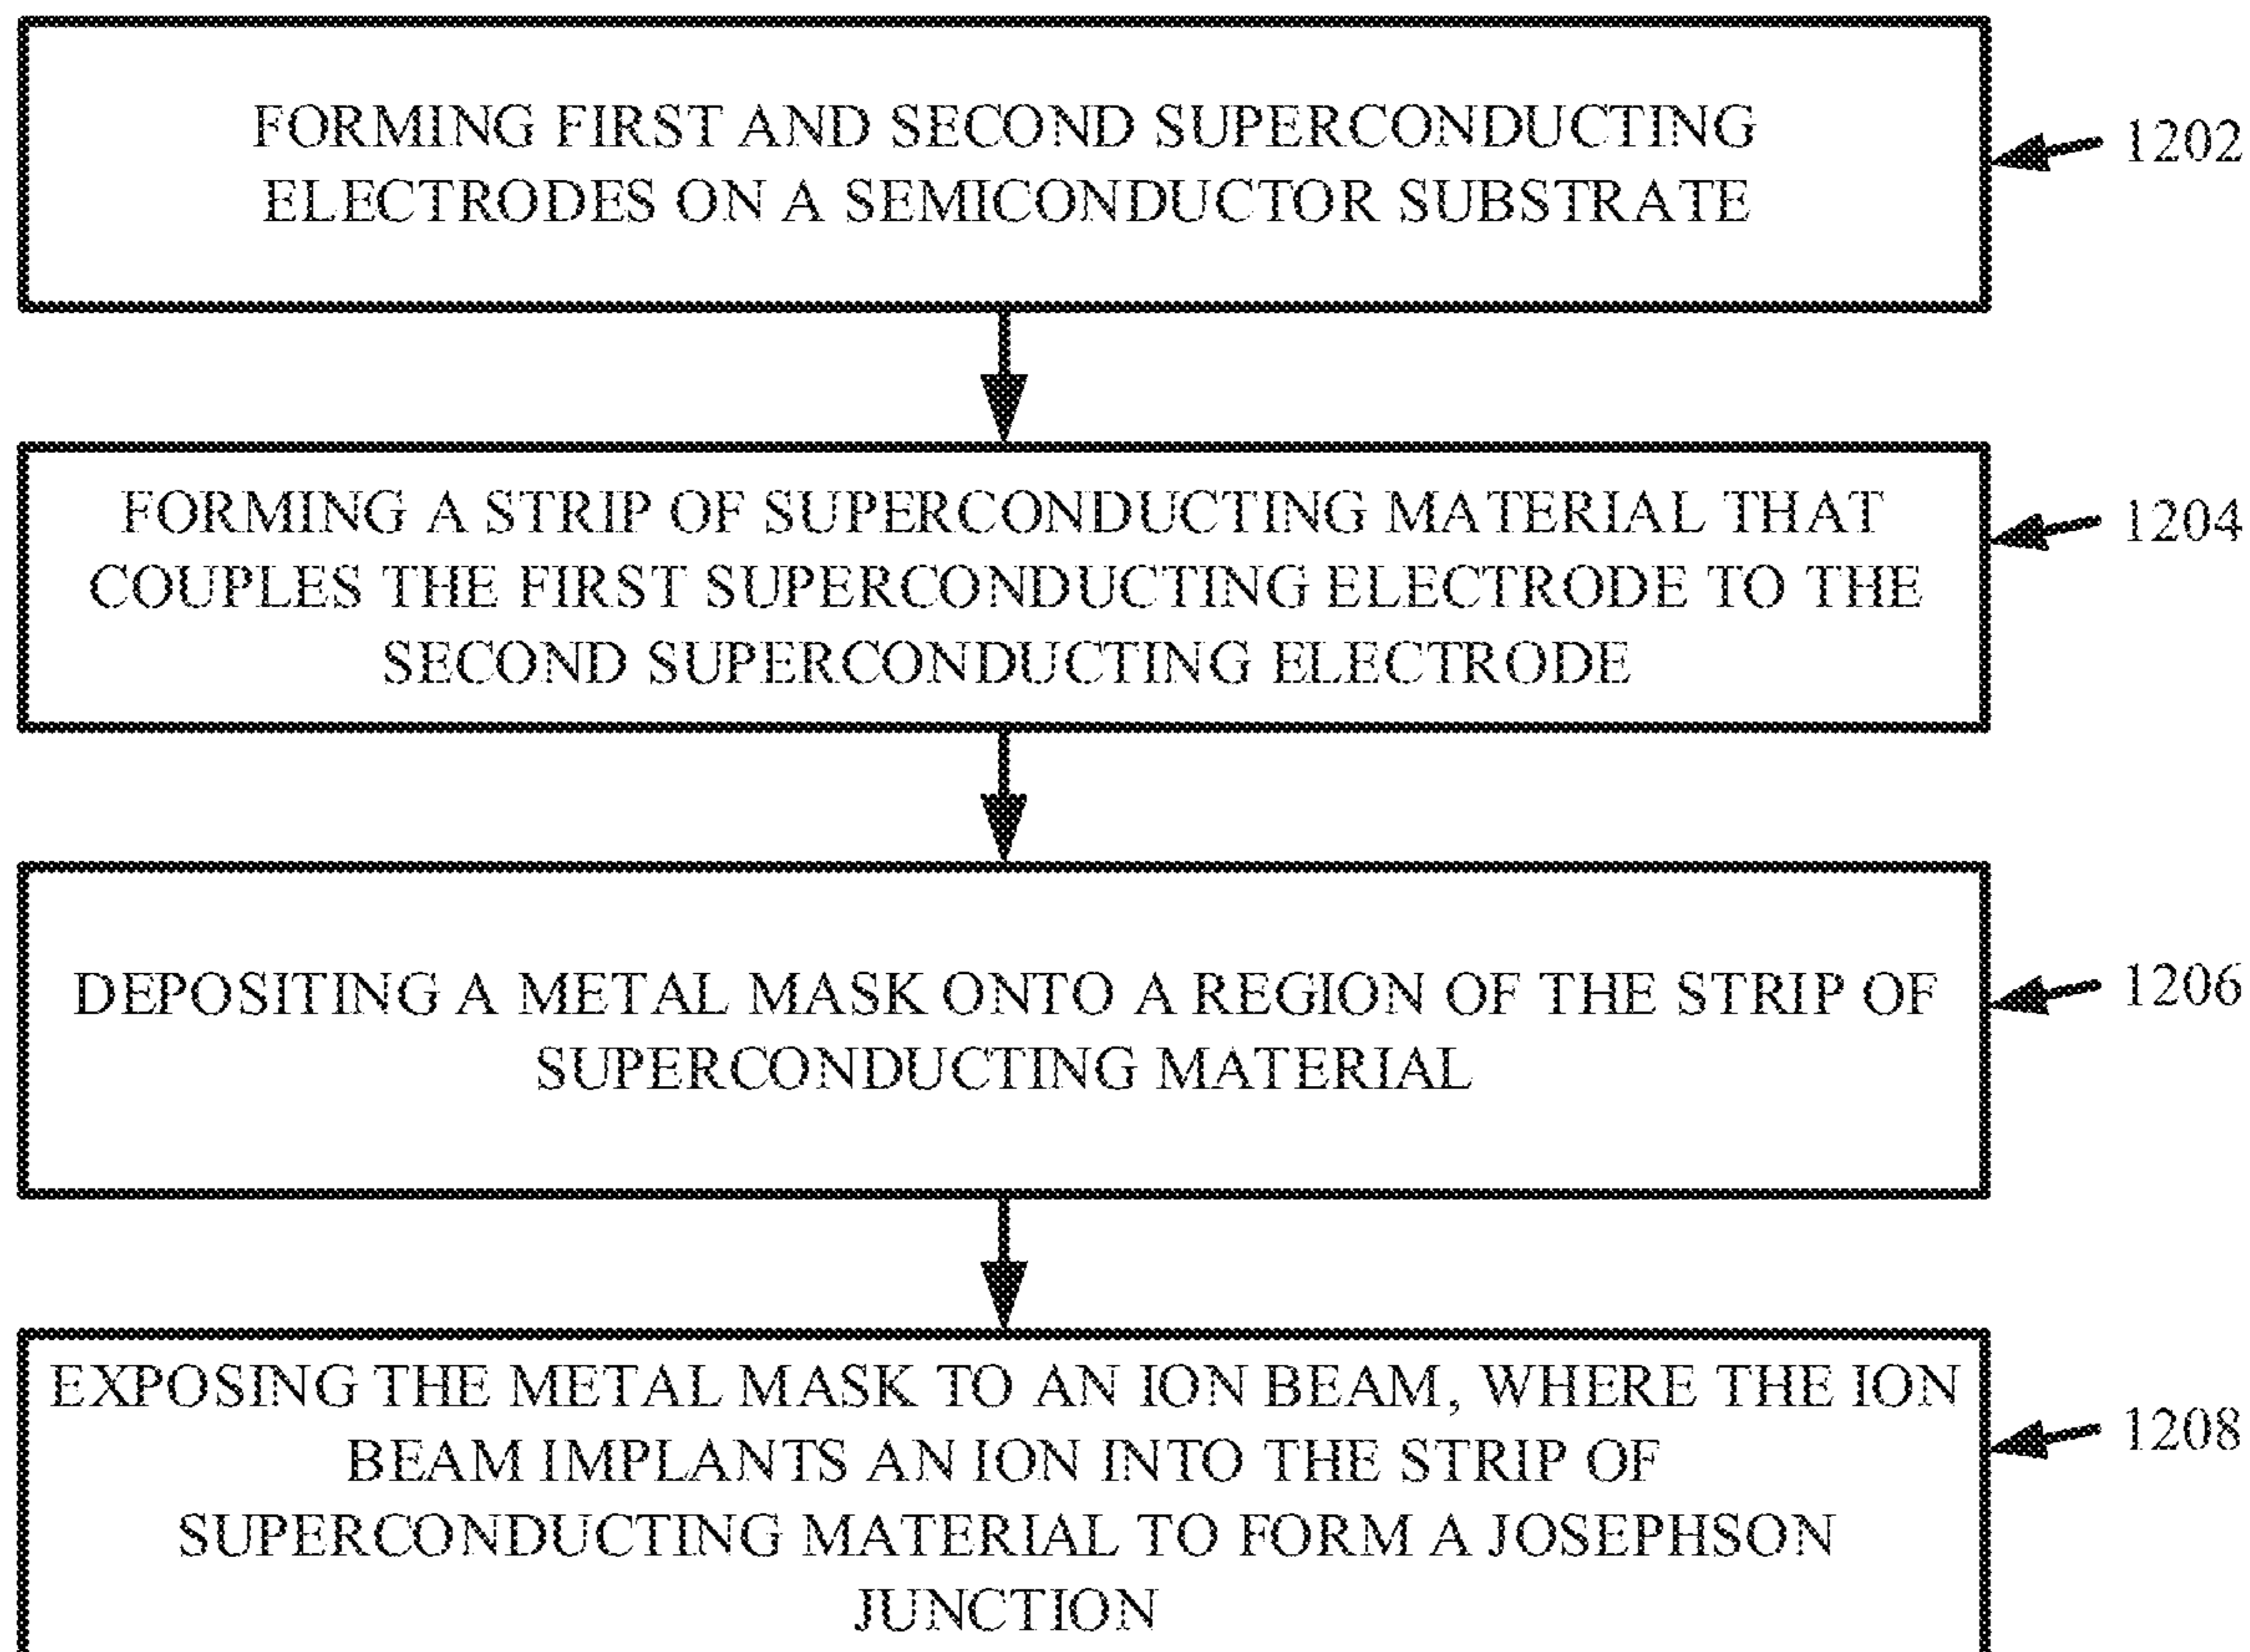 FORMING FIRST AND SECOND SUPERCONDUCTING
ELECTRODES ON A SEMICONDUCTOR SUBSTRATE
1202
FORMING A STRIP OF SUPERCONDUCTING MATERIAL THAT
COUPLES THE FIRST SUPERCONDUCTING ELECTRODE TO THE
SECOND SUPERCONDUCTING ELECTRODE
1204
DEPOSITING A METAL MASK ONTO A REGION OF THE STRIP OF
SUPERCONDUCTING MATERIAL
1206
EXPOSING THE METAL MASK TO AN ION BEAM, WHERE THE ION
BEAM IMPLANTS AN ION INTO THE STRIP OF
SUPERCONDUCTING MATERIAL TO FORM A JOSEPHSON
JUNCTION
1208